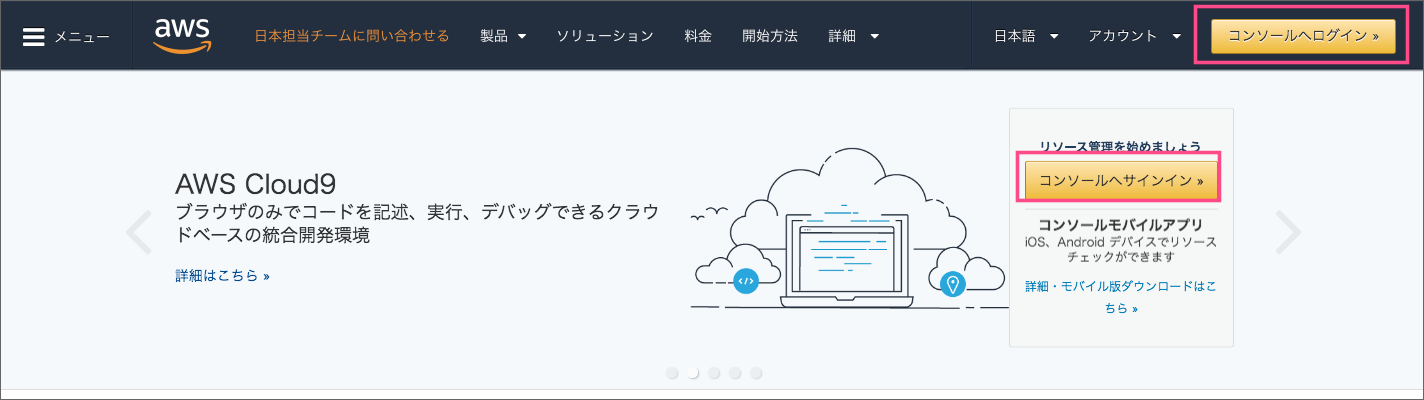 メニュー
aws
日本担当チームに問い合わせる
製品
ソリューション
料金
開始方法
詳細
日本語
アカウント
コンソールへログイン »
AWS Cloud9
ブラウザのみでコードを記述、実行、デバッグできるクラウ
ドベースの統合開発環境
詳細はこちら »
リソース管理を始めましょう
コンソールへサインイン »
コンソールモバイルアプリ
iOS、Android デバイスでリソース
チェックができます
詳細・モバイル版ダウンロードはこ
ちら »